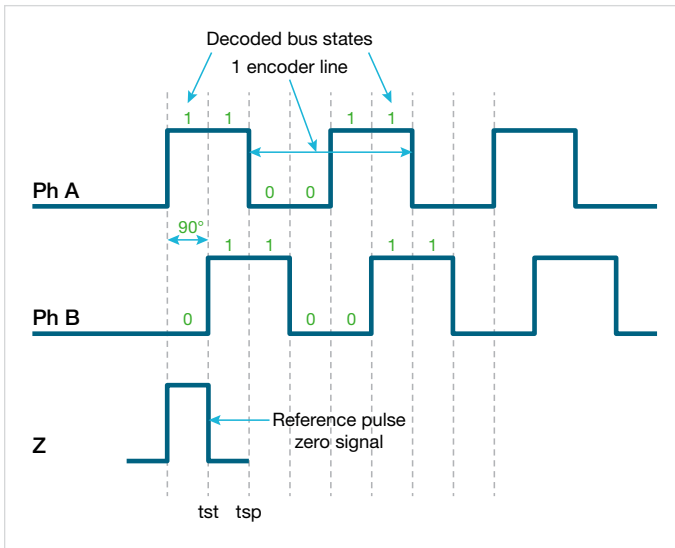 Decoded bus states
1 encoder line
1 1 1 1
Ph A
0 0
90°
1 1 1 1
Ph B
0 0 0
Reference pulse
zero signal
Z
tst tsp